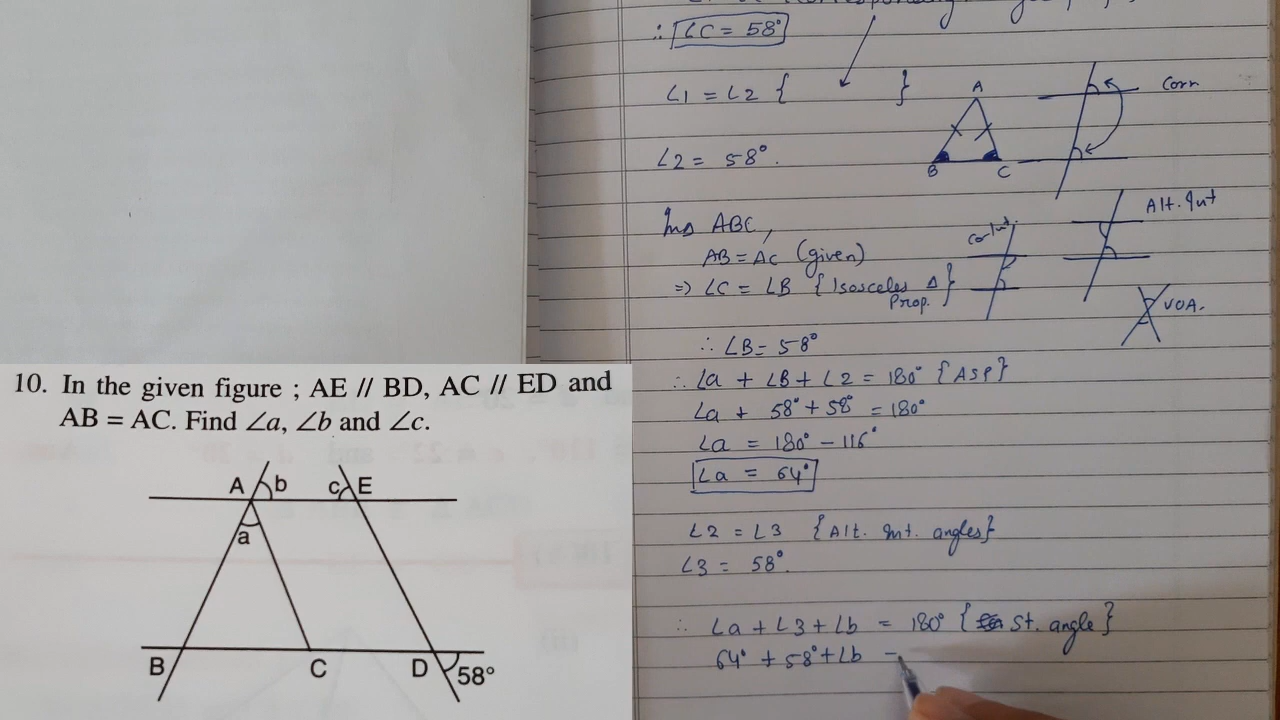 ∴ ∠C = 58°
∠1 = ∠2 { }
∠2 = 58°.
A
B
C
Corr
Alt. Int
VOA.
In △ ABC,
AB = AC (given)
⇒ ∠C = ∠B { Isosceles △
Prop. }
∴ ∠B = 58°
∴ ∠a + ∠B + ∠2 = 180° {ASP}
∠a + 58° + 58° = 180°
∠a = 180° – 116°
∠a = 64°
∠2 = ∠3 {Alt. Int. angles}
∠3 = 58°.
∴ ∠a + ∠3 + ∠b = 180° { st. angle}
64° + 58° + ∠b =
10. In the given figure ; AE // BD, AC // ED and
AB = AC. Find ∠a, ∠b and ∠c.
A b c E
a
B C D 58°